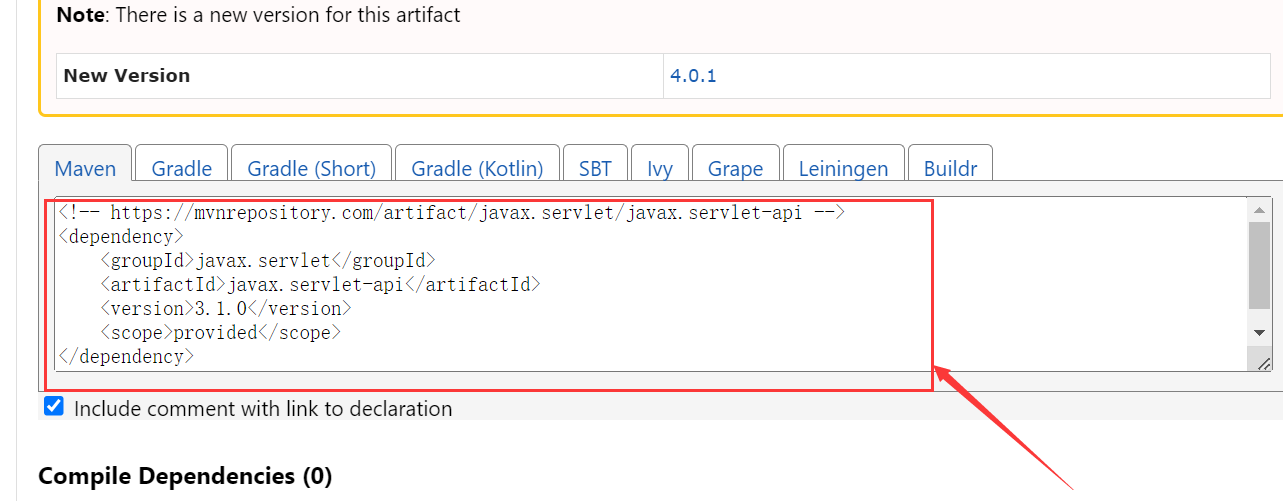 Note: There is a new version for this artifact
New Version 4.0.1
Maven Gradle Gradle (Short) Gradle (Kotlin) SBT Ivy Grape Leiningen Buildr
<!-- https://mvnrepository.com/artifact/javax.servlet/javax.servlet-api -->
<dependency>
    <groupId>javax.servlet</groupId>
    <artifactId>javax.servlet-api</artifactId>
    <version>3.1.0</version>
    <scope>provided</scope>
</dependency>
Include comment with link to declaration
Compile Dependencies (0)